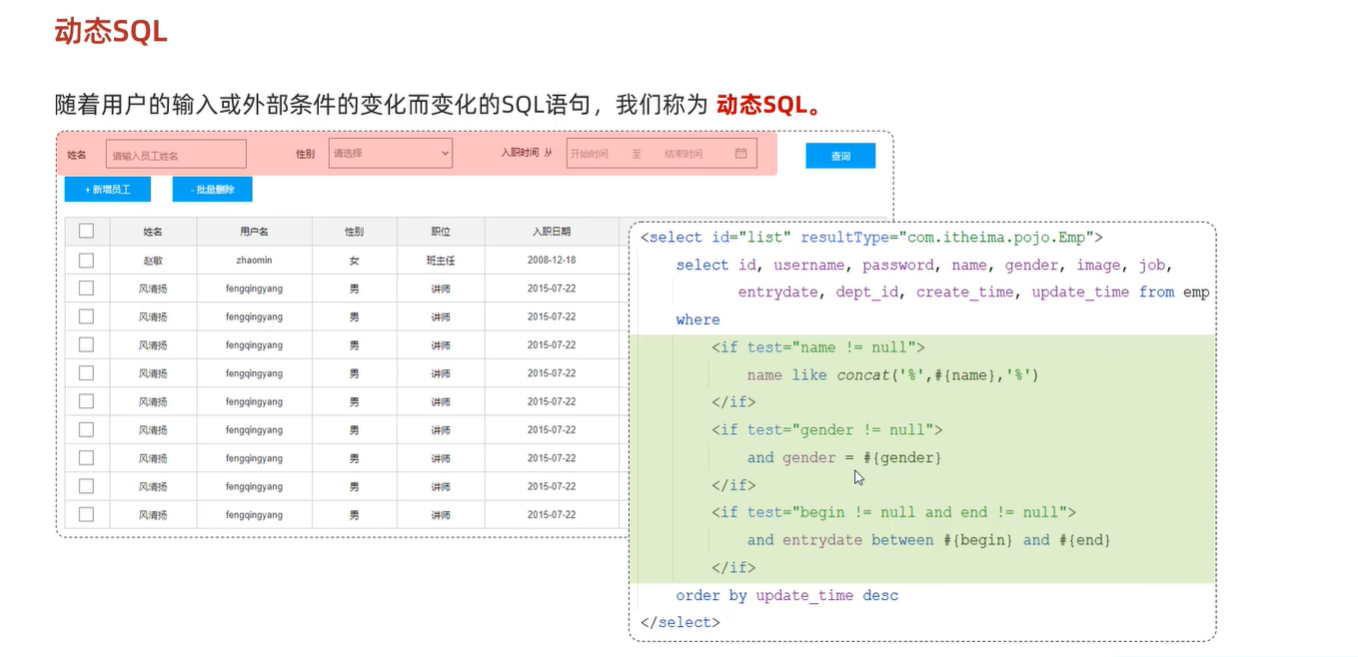 动态SQL
随着用户的输入或外部条件的变化而变化的SQL语句，我们称为 动态SQL。
姓名 请输入员工姓名 性别 请选择 入职时间 从 开始时间 至 结束时间 查询
+ 新增员工 - 批量删除
姓名 用户名 性别 职位 入职日期
赵敏 zhaomin 女 班主任 2008-12-18
风清扬 fengqingyang 男 讲师 2015-07-22
风清扬 fengqingyang 男 讲师 2015-07-22
风清扬 fengqingyang 男 讲师 2015-07-22
风清扬 fengqingyang 男 讲师 2015-07-22
风清扬 fengqingyang 男 讲师 2015-07-22
风清扬 fengqingyang 男 讲师 2015-07-22
风清扬 fengqingyang 男 讲师 2015-07-22
风清扬 fengqingyang 男 讲师 2015-07-22
风清扬 fengqingyang 男 讲师 2015-07-22
<select id="list" resultType="com.itheima.pojo.Emp">
select id, username, password, name, gender, image, job,
entrydate, dept_id, create_time, update_time from emp
where
<if test="name != null">
name like concat('%',#{name},'%')
</if>
<if test="gender != null">
and gender = #{gender}
</if>
<if test="begin != null and end != null">
and entrydate between #{begin} and #{end}
</if>
order by update_time desc
</select>